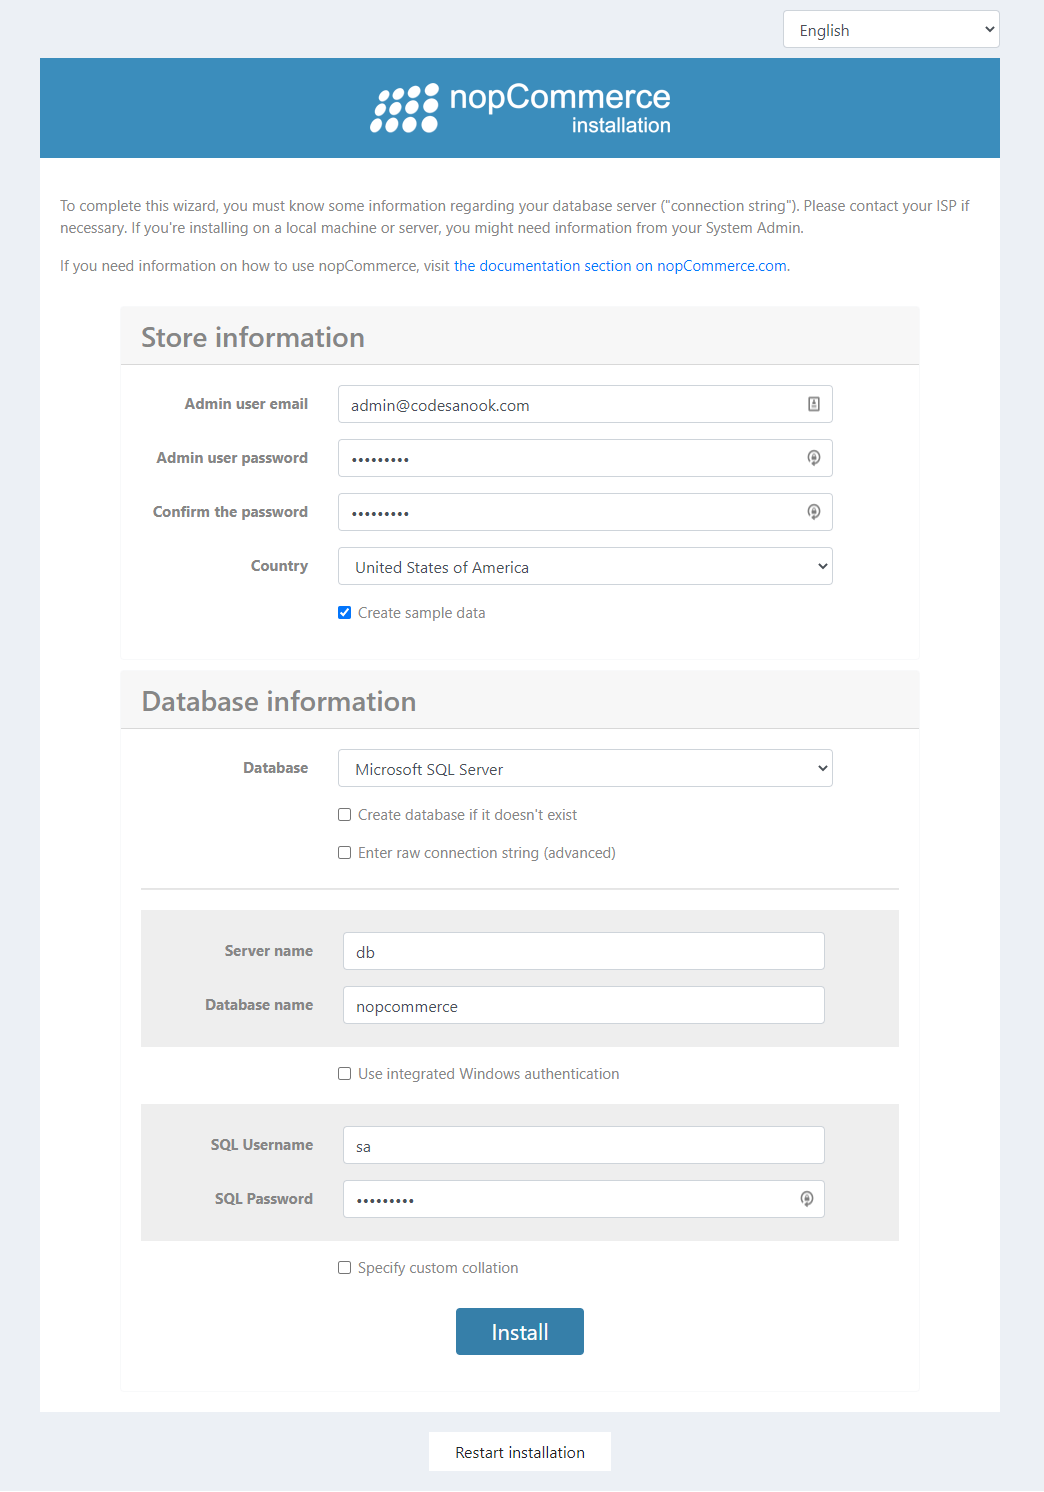 English
nopCommerce
installation
To complete this wizard, you must know some information regarding your database server ("connection string"). Please contact your ISP if
necessary. If you're installing on a local machine or server, you might need information from your System Admin.
If you need information on how to use nopCommerce, visit the documentation section on nopCommerce.com.
Store information
Admin user email admin@codesanook.com
Admin user password •••••••••
Confirm the password •••••••••
Country United States of America
Create sample data
Database information
Database Microsoft SQL Server
Create database if it doesn't exist
Enter raw connection string (advanced)
Server name db
Database name nopcommerce
Use integrated Windows authentication
SQL Username sa
SQL Password •••••••••
Specify custom collation
Install
Restart installation